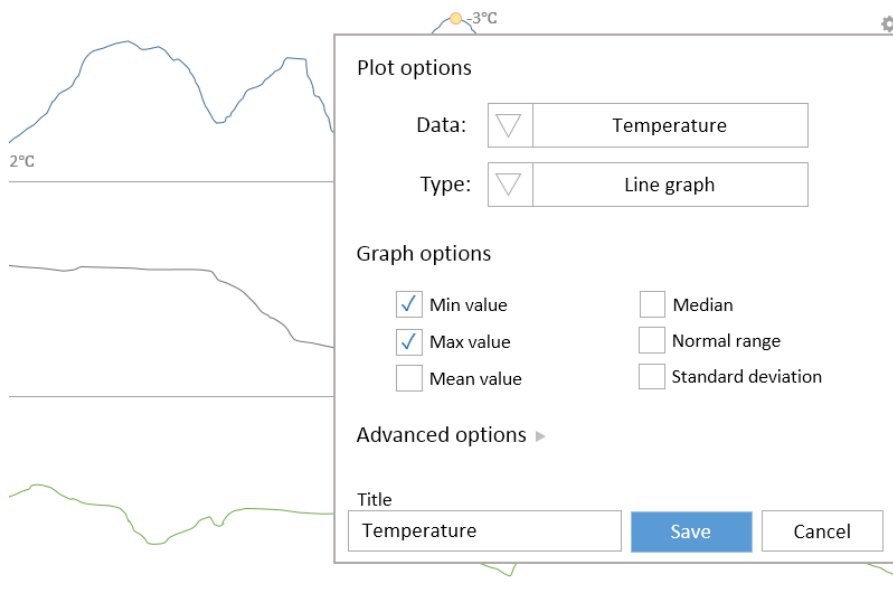 -3°C
2°C
Plot options
Data: Temperature
Type: Line graph
Graph options
Min value
Max value
Mean value
Median
Normal range
Standard deviation
Advanced options
Title
Temperature
Save Cancel